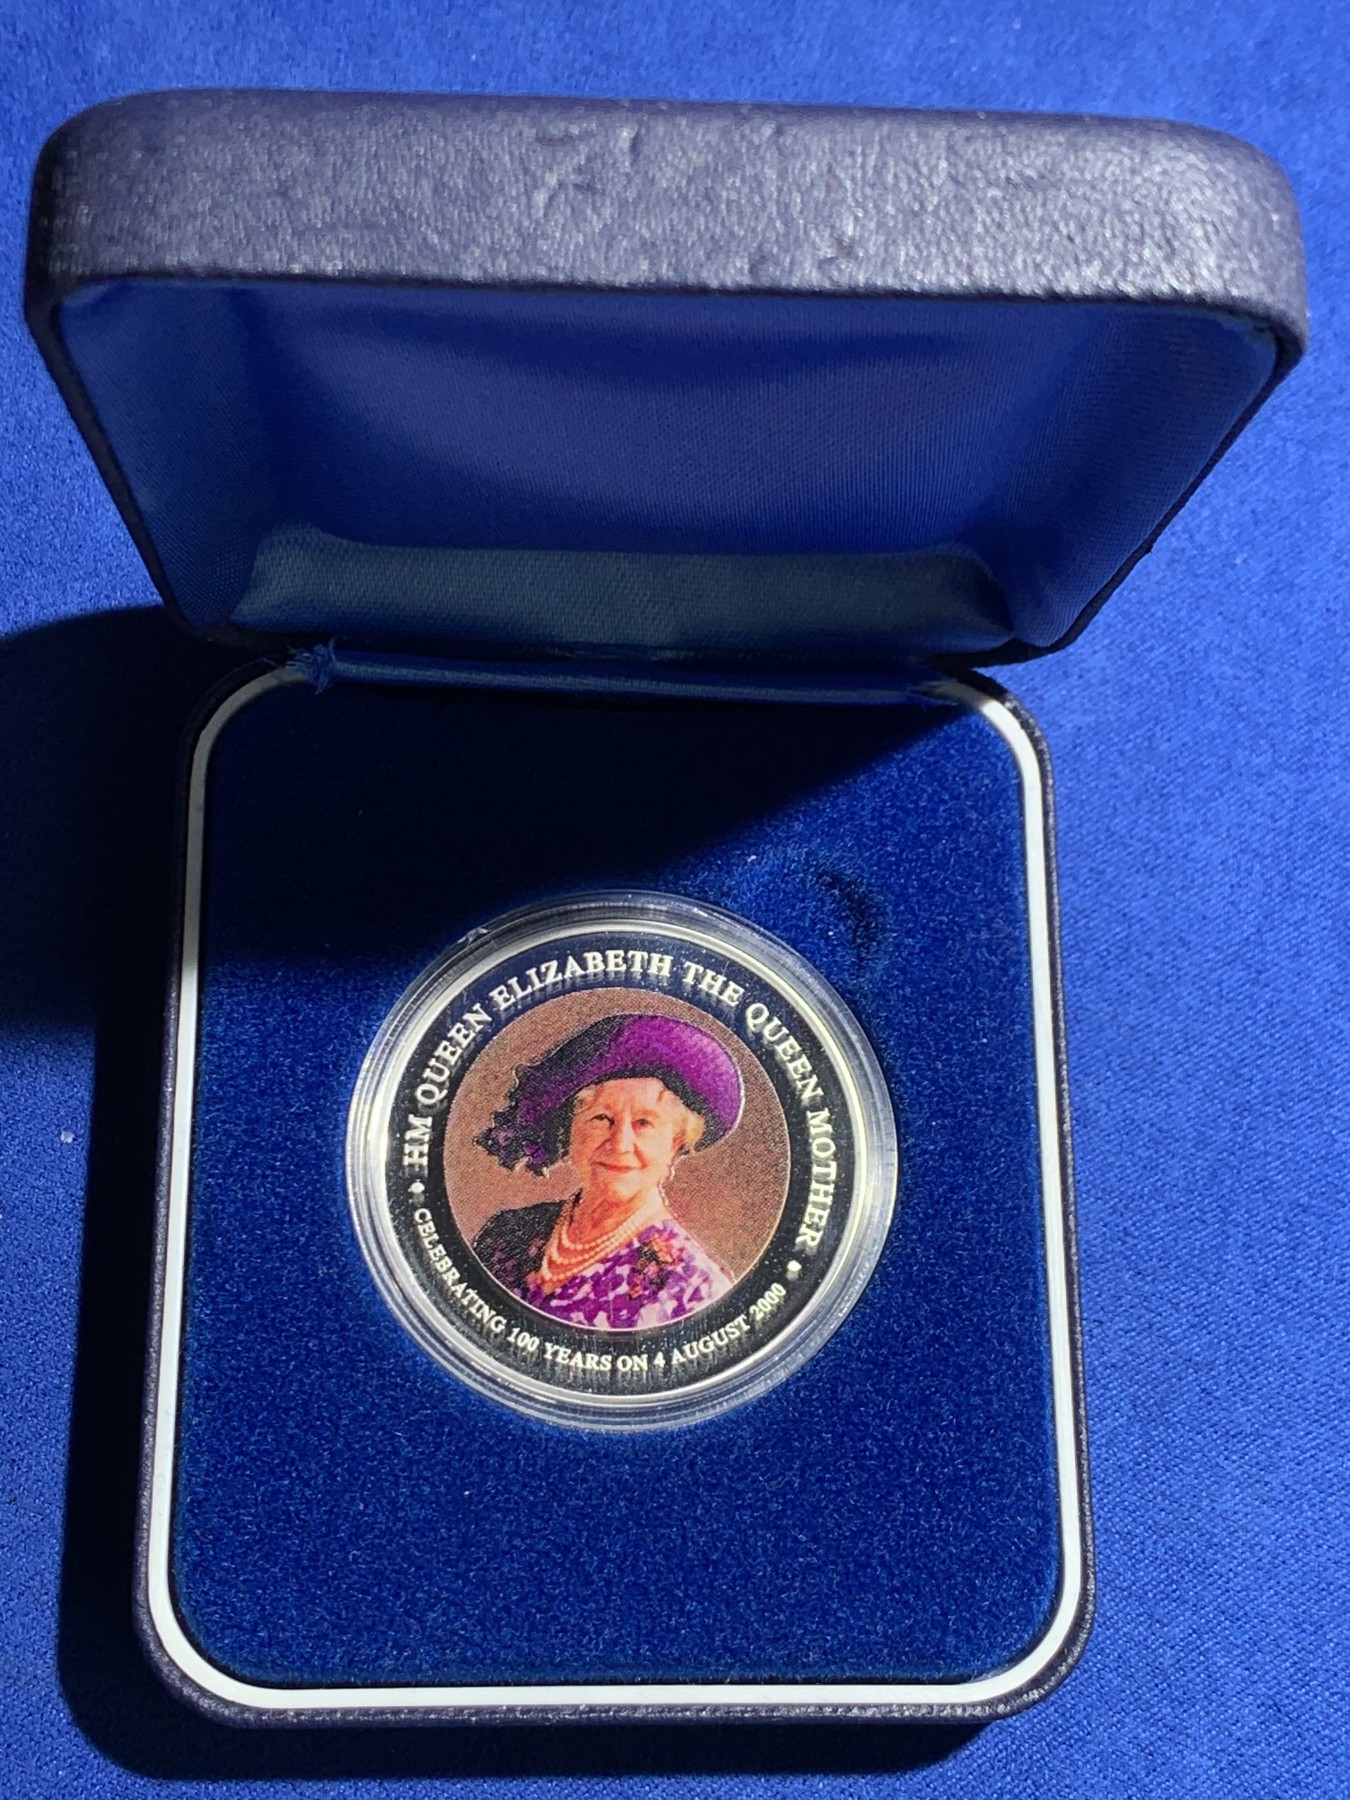 HM QUEEN ELIZABETH THE QUEEN MOTHER
CELEBRATING 100 YEARS ON 4 AUGUST 2000